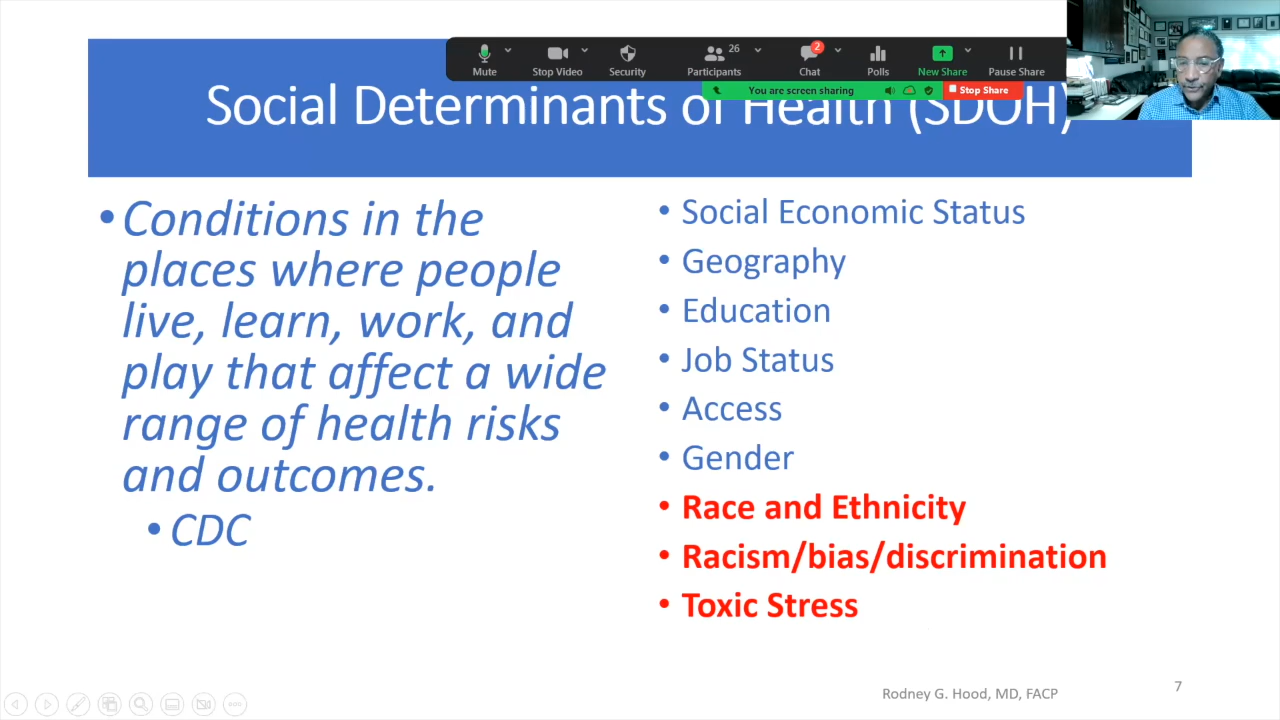 Mute
Stop Video
Security
26
Participants
2
Chat
Polls
New Share
Pause Share
You are screen sharing
Stop Share
Social Determinants of Health (SDOH)
• Conditions in the
places where people
live, learn, work, and
play that affect a wide
range of health risks
and outcomes.
• CDC
• Social Economic Status
• Geography
• Education
• Job Status
• Access
• Gender
• Race and Ethnicity
• Racism/bias/discrimination
• Toxic Stress
Rodney G. Hood, MD, FACP
7